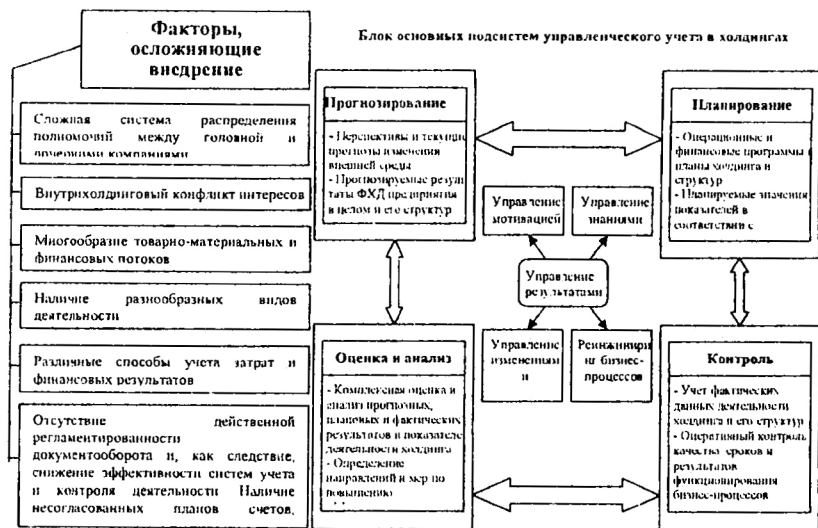 Факторы,
осложняющие
внедрение
Сложная система распределения
полномочий между головной и
дочерними компаниями
Внутрихолдинговый конфликт интересов
Многообразие товарно-материальных и
финансовых потоков
Наличие разнообразных видов
деятельности
Различные способы учета затрат и
финансовых результатов
Отсутствие действенной
регламентированности
документооборота и, как следствие,
снижение эффективности систем учета
и контроля деятельности Наличие
несогласованных планов счетов,
Блок основных подсистем управленческого учета в холдингах
Прогнозирование
- Перспективы и текущие
прогнозы изменения
внешней среды
- Прогнозируемые резуль
таты ФХД предприятия
в целом и его структур
Планирование
- Операционные и
финансовые программы и
планы холдинга и
структур
- Планируемые значения
показателей в
соответствии с
Управление
мотивацией
Управление
знаниями
Управление
результатами
Управление
изменениям
и
Реинжинири
нг бизнес-
процессов
Оценка и анализ
- Комплексная оценка и
анализ прогнозных,
плановых и фактических
результатов и показателе
деятельности холдинга
- Определение
направлений и мер по
повышению
Контроль
- Учет фактических
данных деятельности
холдинга и его структур
- Оперативный контроль
качества сроков и
результатов
функционирования
бизнес-процессов